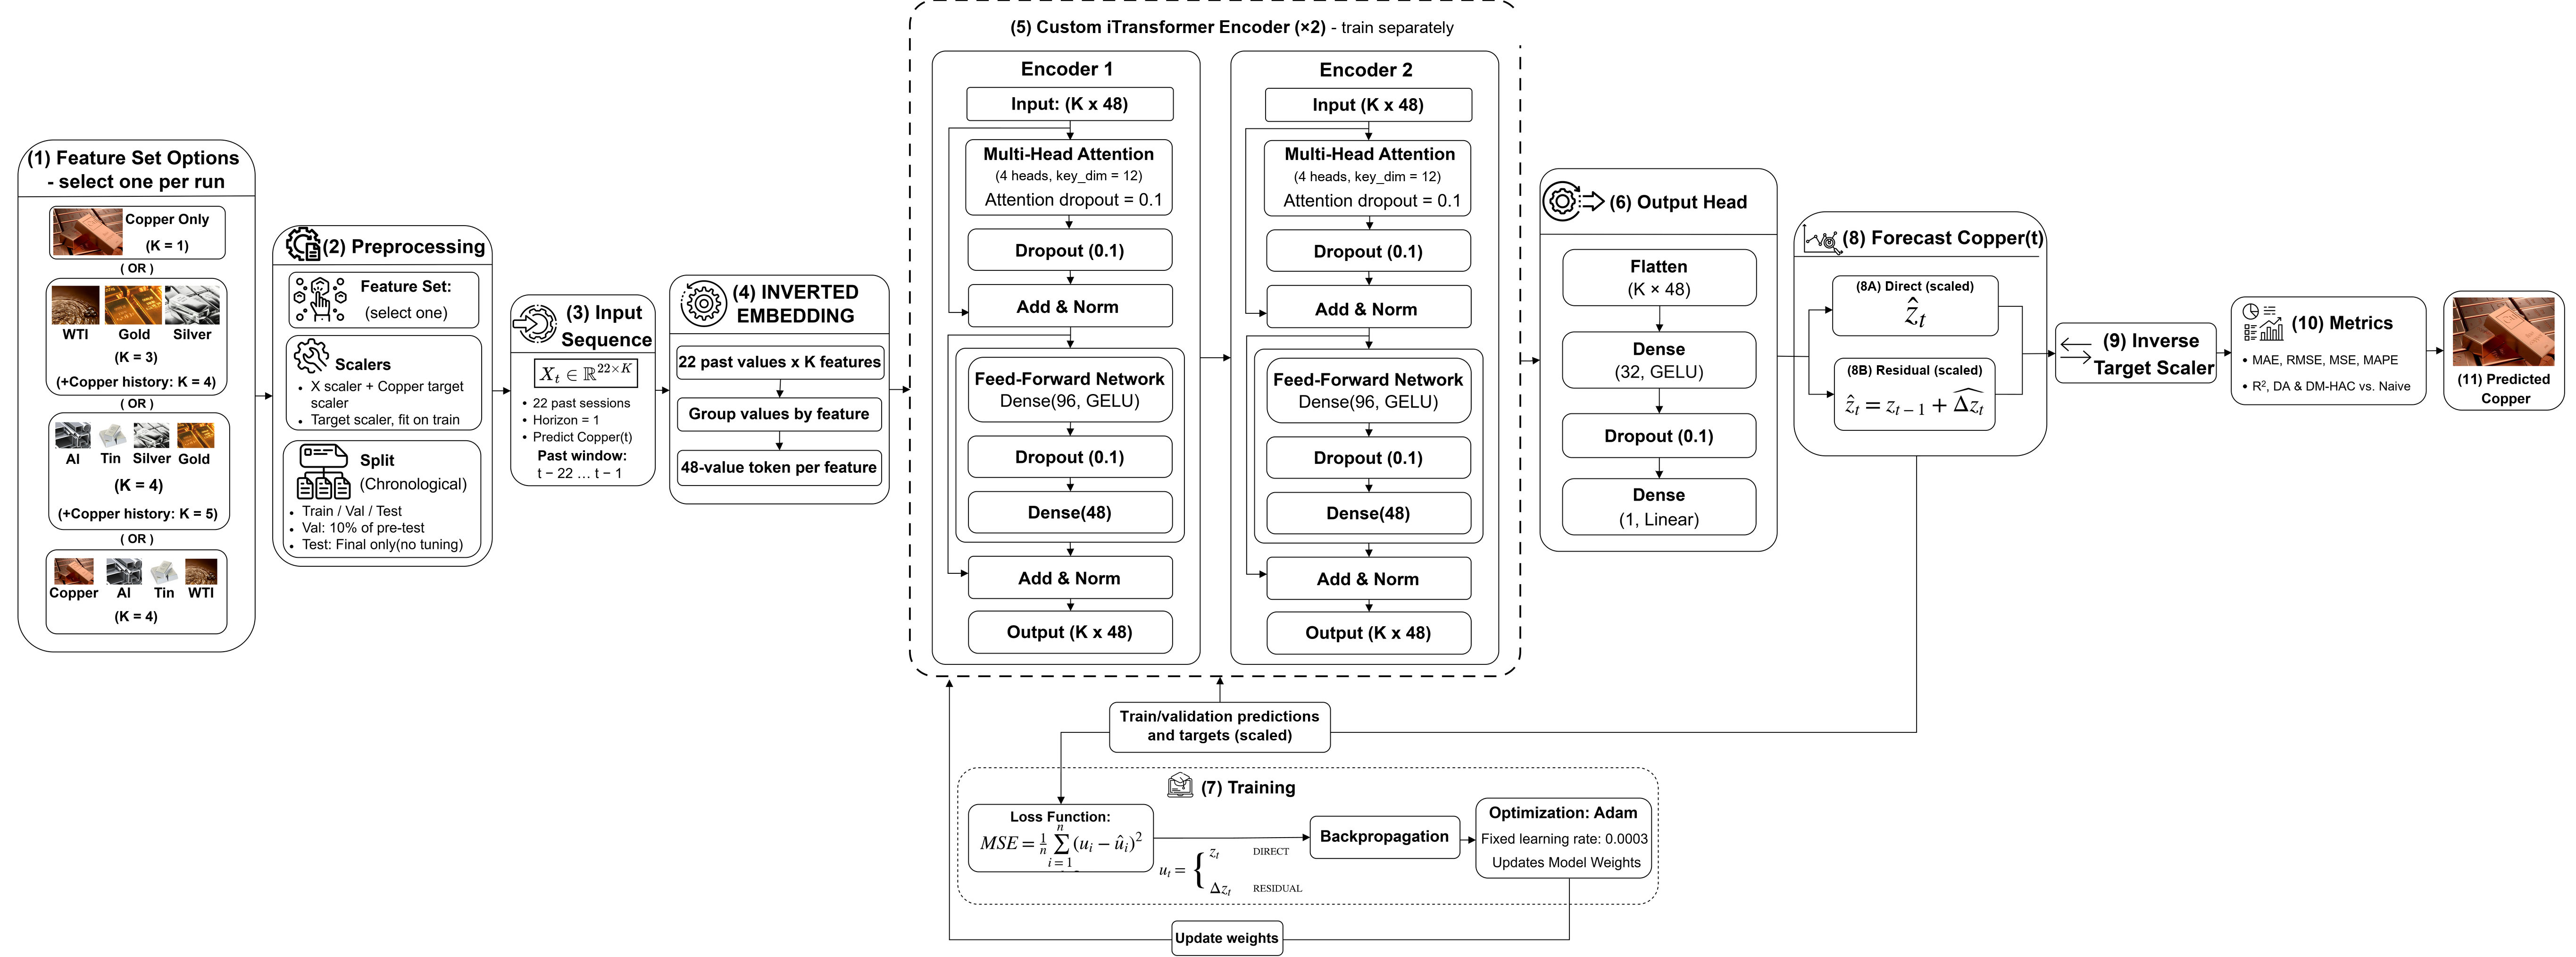 (1) Feature Set Options
- select one per run
Copper Only
(K = 1)
( OR )
WTI Gold Silver
(K = 3)
(+Copper history: K = 4)
( OR )
Al Tin Silver Gold
(K = 4)
(+Copper history: K = 5)
( OR )
Copper Al Tin WTI
(K = 4)
(2) Preprocessing
Feature Set:
(select one)
Scalers
• X scaler + Copper target
scaler
• Target scaler, fit on train
Split
(Chronological)
• Train / Val / Test
• Val: 10% of pre-test
• Test: Final only(no tuning)
(3) Input
Sequence
X_t ∈ ℝ^{22×K}
• 22 past sessions
• Horizon = 1
• Predict Copper(t)
Past window:
t − 22 … t − 1
(4) INVERTED
EMBEDDING
22 past values x K features
Group values by feature
48-value token per feature
(5) Custom iTransformer Encoder (×2) - train separately
Encoder 1
Input: (K x 48)
Multi-Head Attention
(4 heads, key_dim = 12)
Attention dropout = 0.1
Dropout (0.1)
Add & Norm
Feed-Forward Network
Dense(96, GELU)
Dropout (0.1)
Dense(48)
Add & Norm
Output (K x 48)
Encoder 2
Input (K x 48)
Multi-Head Attention
(4 heads, key_dim = 12)
Attention dropout = 0.1
Dropout (0.1)
Add & Norm
Feed-Forward Network
Dense(96, GELU)
Dropout (0.1)
Dense(48)
Add & Norm
Output (K x 48)
(6) Output Head
Flatten
(K × 48)
Dense
(32, GELU)
Dropout (0.1)
Dense
(1, Linear)
(8) Forecast Copper(t)
(8A) Direct (scaled)
ẑ_t
(8B) Residual (scaled)
ẑ_t = z_{t−1} + \widehat{Δz_t}
(9) Inverse
Target Scaler
(10) Metrics
• MAE, RMSE, MSE, MAPE
• R², DA & DM-HAC vs. Naive
(11) Predicted
Copper
Train/validation predictions
and targets (scaled)
(7) Training
Loss Function:
MSE = \frac{1}{n} \sum_{i=1}^{n} (u_i − û_i)²
u_t = { z_t DIRECT
Δz_t RESIDUAL
Backpropagation
Optimization: Adam
Fixed learning rate: 0.0003
Updates Model Weights
Update weights